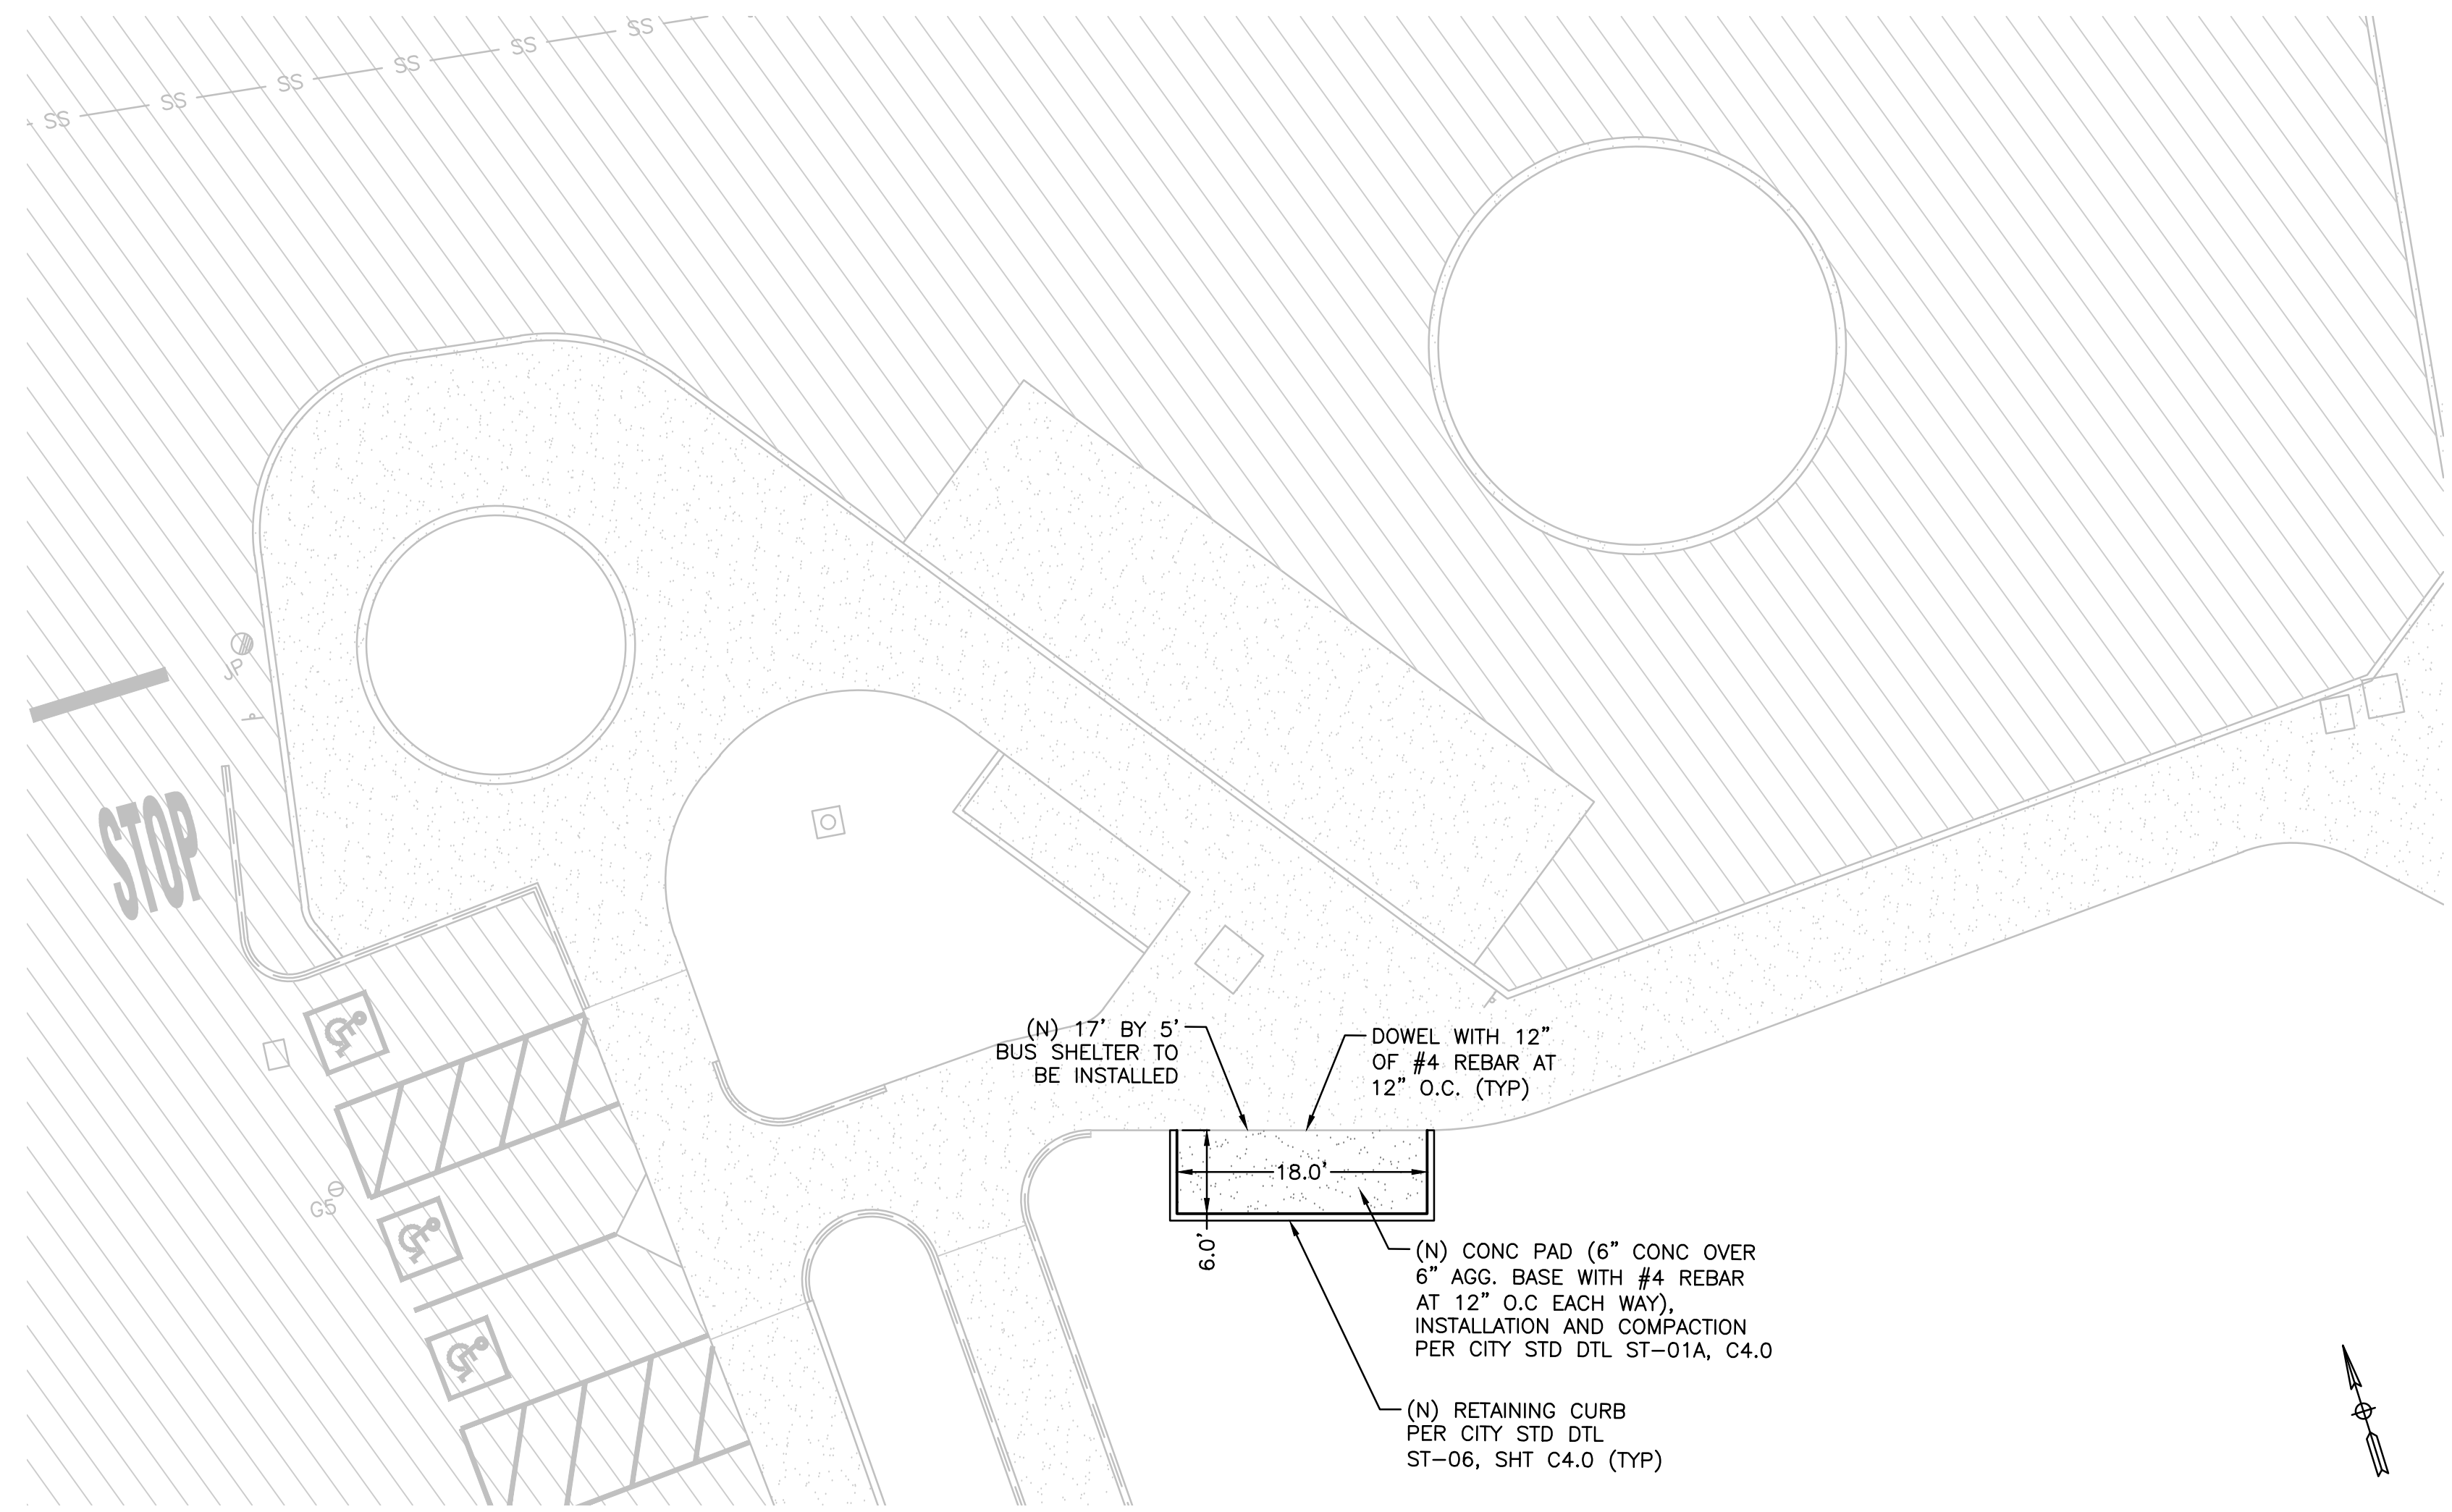 SS SS SS SS SS SS
JP
STOP
G5
(N) 17' BY 5'
BUS SHELTER TO
BE INSTALLED
DOWEL WITH 12"
OF #4 REBAR AT
12" O.C. (TYP)
18.0'
6.0'
(N) CONC PAD (6" CONC OVER
6" AGG. BASE WITH #4 REBAR
AT 12" O.C EACH WAY),
INSTALLATION AND COMPACTION
PER CITY STD DTL ST-01A, C4.0
(N) RETAINING CURB
PER CITY STD DTL
ST-06, SHT C4.0 (TYP)